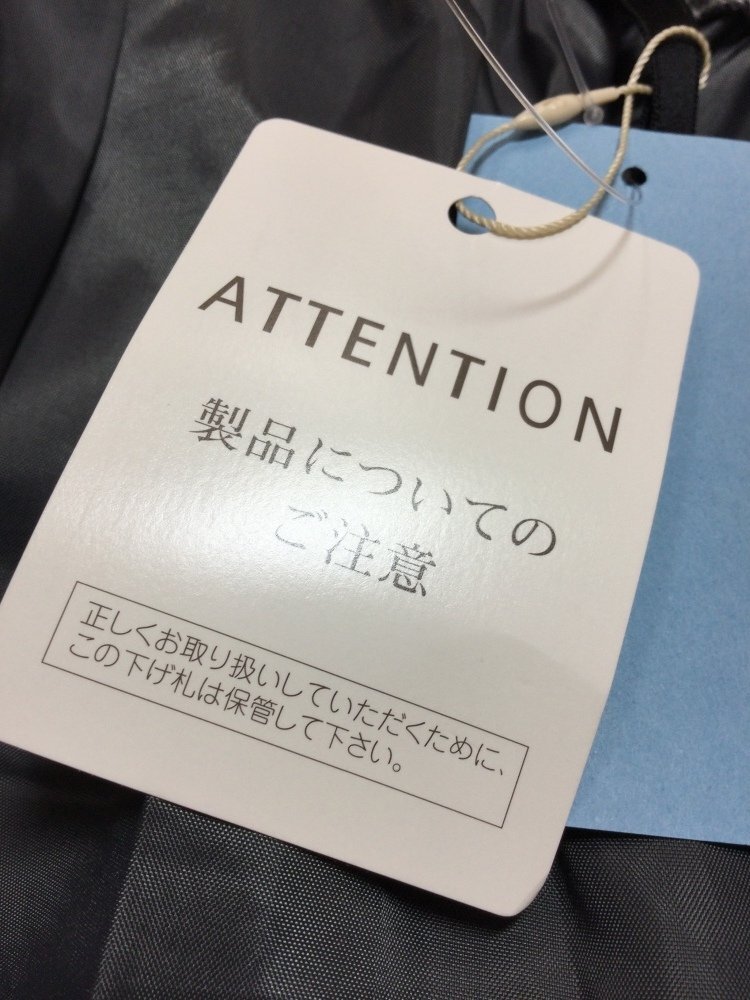 ATTENTION
製品についての
ご注意
正しくお取り扱いしていただくために、
この下げ札は保管して下さい。